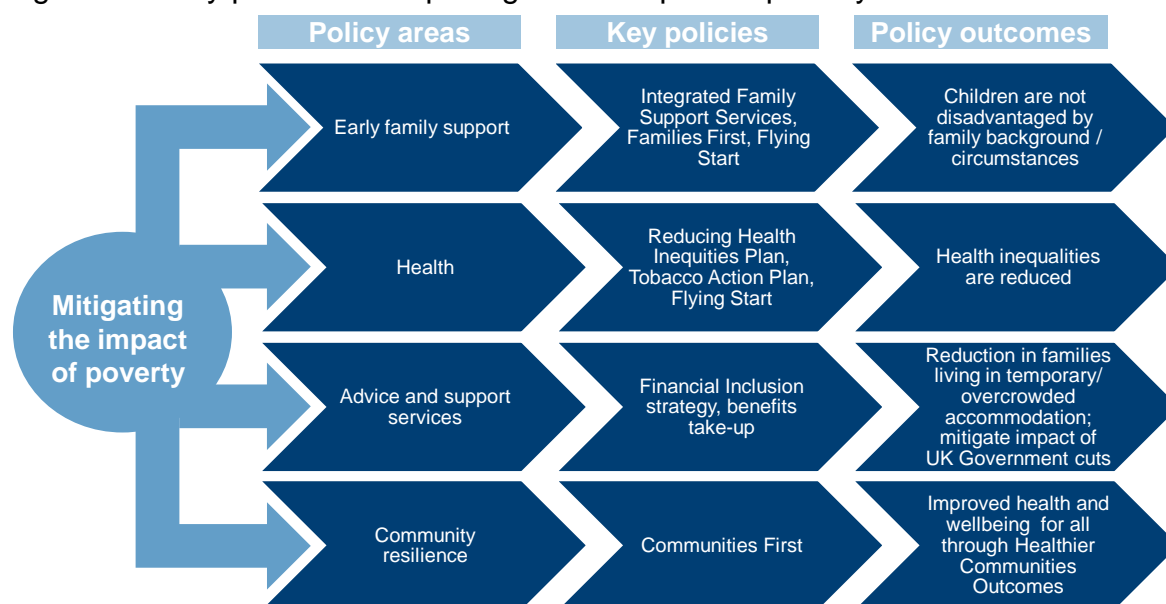 Policy areas
Key policies
Policy outcomes
Mitigating
the impact
of poverty
Early family support
Integrated Family
Support Services,
Families First, Flying
Start
Children are not
disadvantaged by
family background /
circumstances
Health
Reducing Health
Inequities Plan,
Tobacco Action Plan,
Flying Start
Health inequalities
are reduced
Advice and support
services
Financial Inclusion
strategy, benefits
take-up
Reduction in families
living in temporary/
overcrowded
accommodation;
mitigate impact of
UK Government cuts
Community
resilience
Communities First
Improved health and
wellbeing for all
through Healthier
Communities
Outcomes